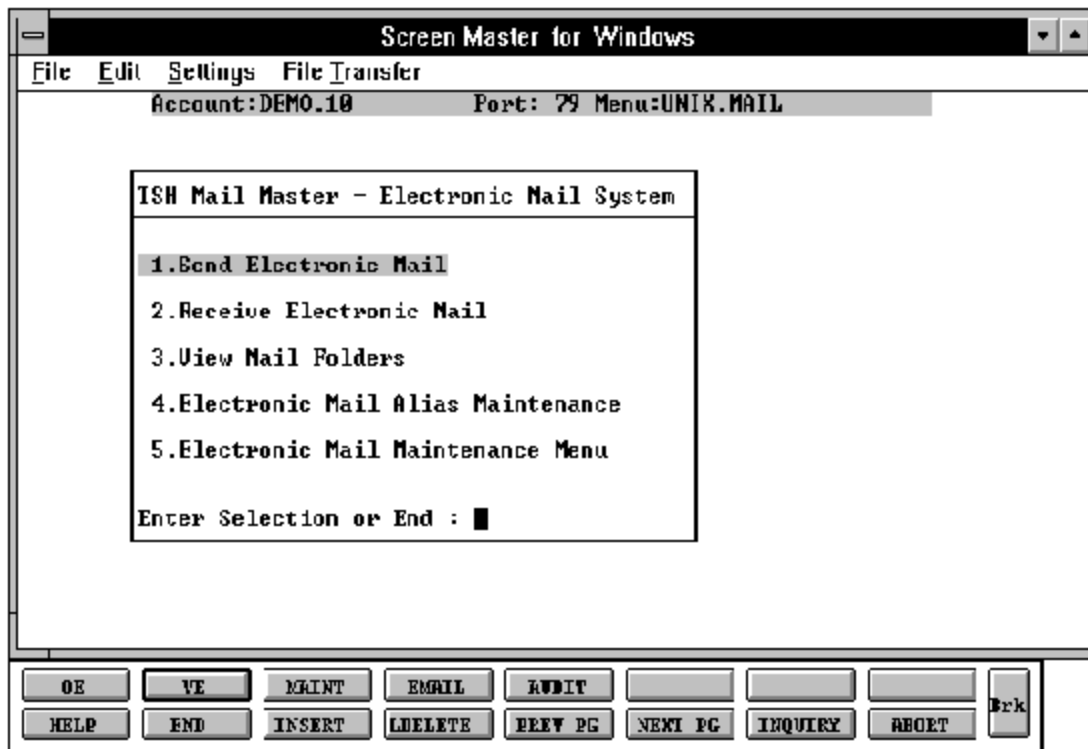 Screen Master for Windows
File Edit Settings File Transfer
Account:DEMO.10 Port: 79 Menu:UNIX.MAIL
TSH Mail Master - Electronic Mail System
1.Send Electronic Mail
2.Receive Electronic Mail
3.View Mail Folders
4.Electronic Mail Alias Maintenance
5.Electronic Mail Maintenance Menu
Enter Selection or End :
OE VE MAINT EMAIL AUDIT
Brk
HELP END INSERT LDELETE PREV PG NEXT PG INQUIRY ABORT